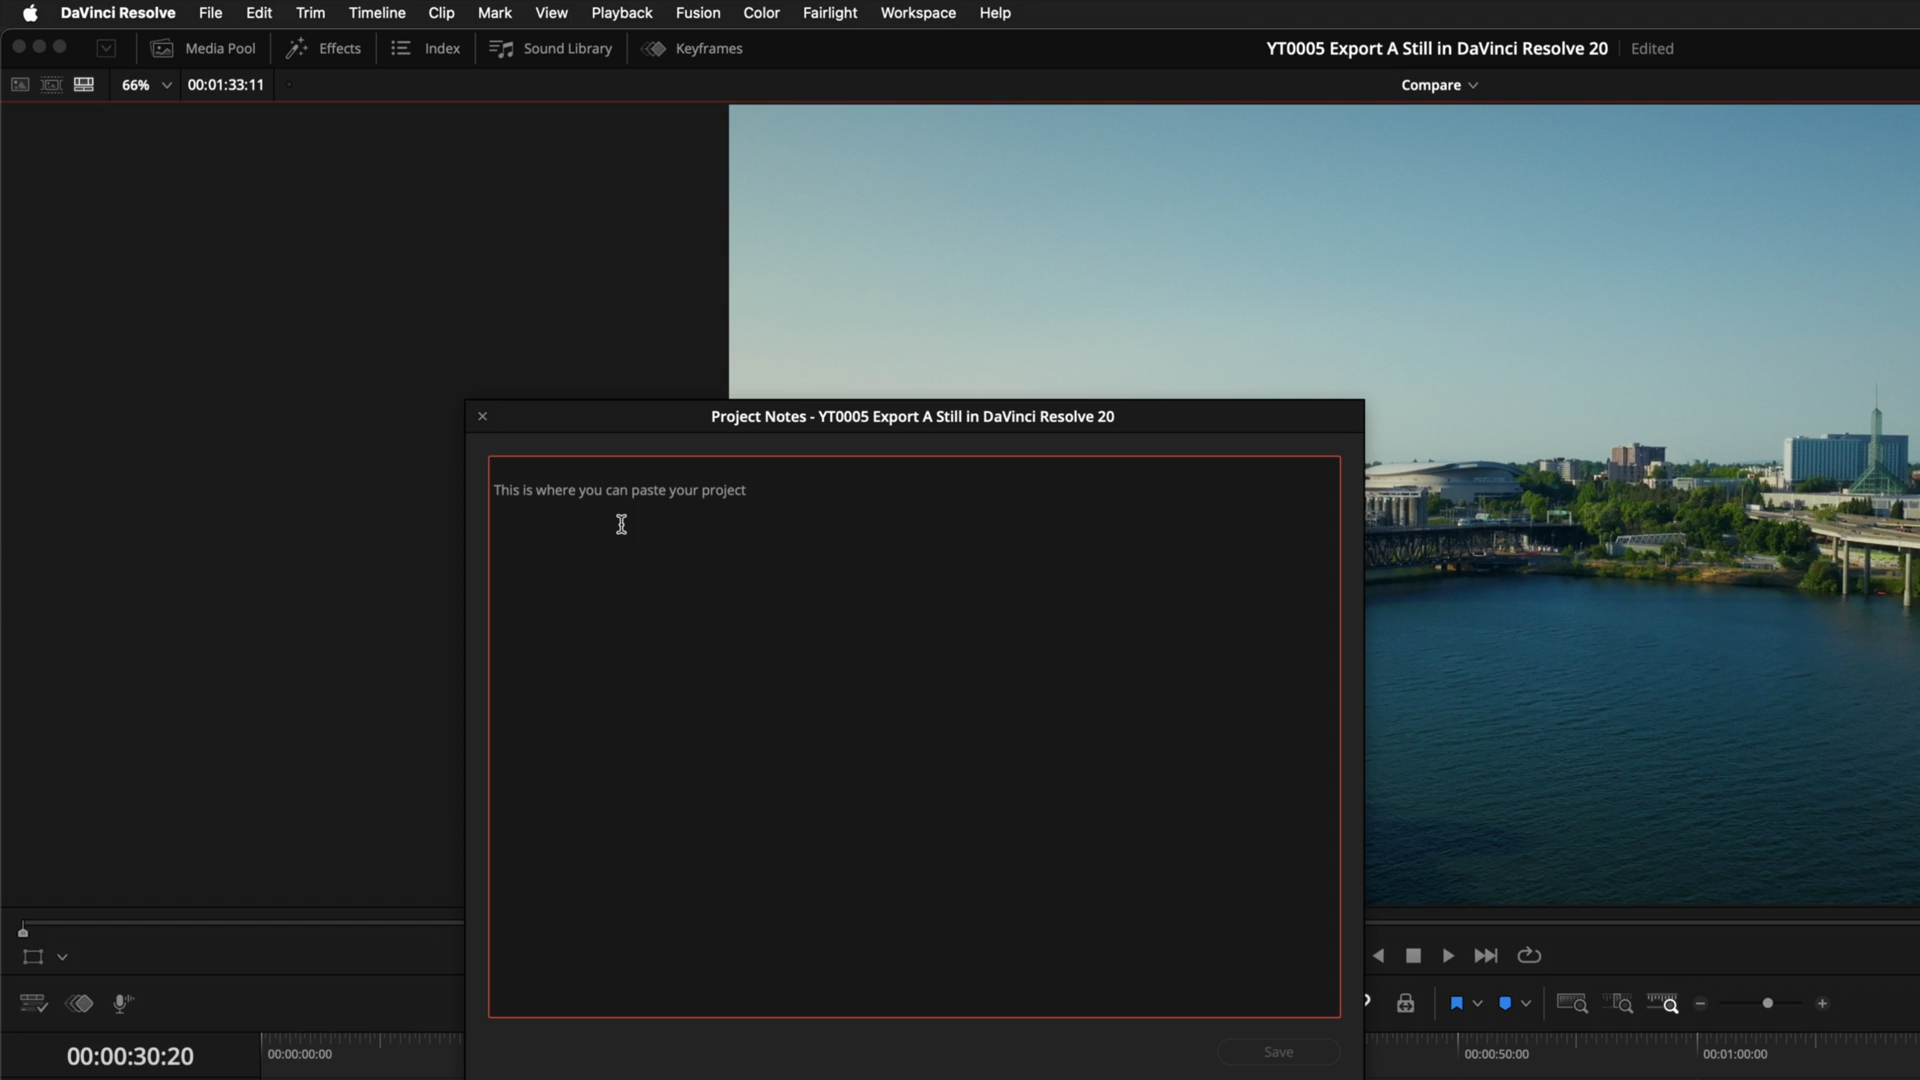 DaVinci Resolve File Edit Trim Timeline Clip Mark View Playback Fusion Color Fairlight Workspace Help
Media Pool Effects Index Sound Library Keyframes YT0005 Export A Still in DaVinci Resolve 20 Edited
66% 00:01:33:11 Compare
Project Notes - YT0005 Export A Still in DaVinci Resolve 20
This is where you can paste your project
Save
00:00:30:20 00:00:00:00 00:00:50:00 00:01:00:00